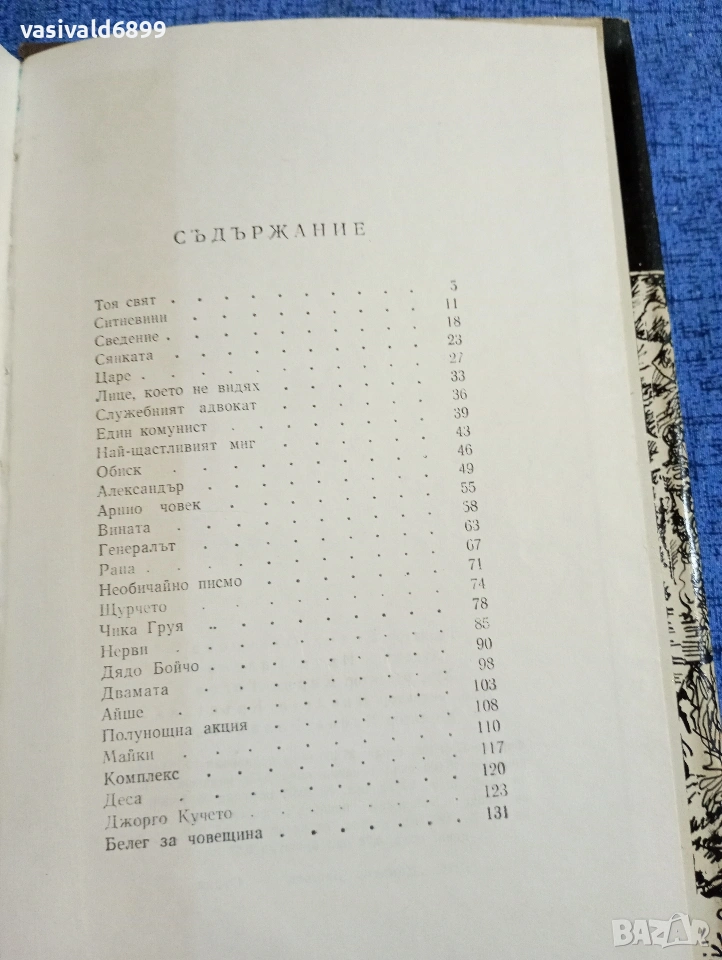 vasivald6899
СЪДЪРЖАНИЕ
Тоя свят . . . . . . . . . . 5
Ситневини . . . . . . . . . . 11
Сведение . . . . . . . . . . 18
Сянката . . . . . . . . . . 23
Царе . . . . . . . . . . 27
Лице, което не видях . . . . . . . 33
Служебният адвокат . . . . . . . 36
Един комунист . . . . . . . . 39
Най-щастливият миг . . . . . . . 43
Обиск . . . . . . . . . . 46
Александър . . . . . . . . . 49
Арнио човек . . . . . . . . 55
Вината . . . . . . . . . . 58
Генералът . . . . . . . . . 63
Рана . . . . . . . . . . 67
Необичайно писмо . . . . . . . . 71
Щурчето . . . . . . . . . 74
Чика Груя . . . . . . . . . 78
Нерви . . . . . . . . . . 85
Дядо Бойчо . . . . . . . . . 90
Двамата . . . . . . . . . 98
Айше . . . . . . . . . . 103
Полунощна акция . . . . . . . . 108
Майки . . . . . . . . . . 110
Комплекс . . . . . . . . . 117
Деса . . . . . . . . . . 120
Джорго Кучето . . . . . . . . 123
Белег за човещина . . . . . . . 131
BAZAR